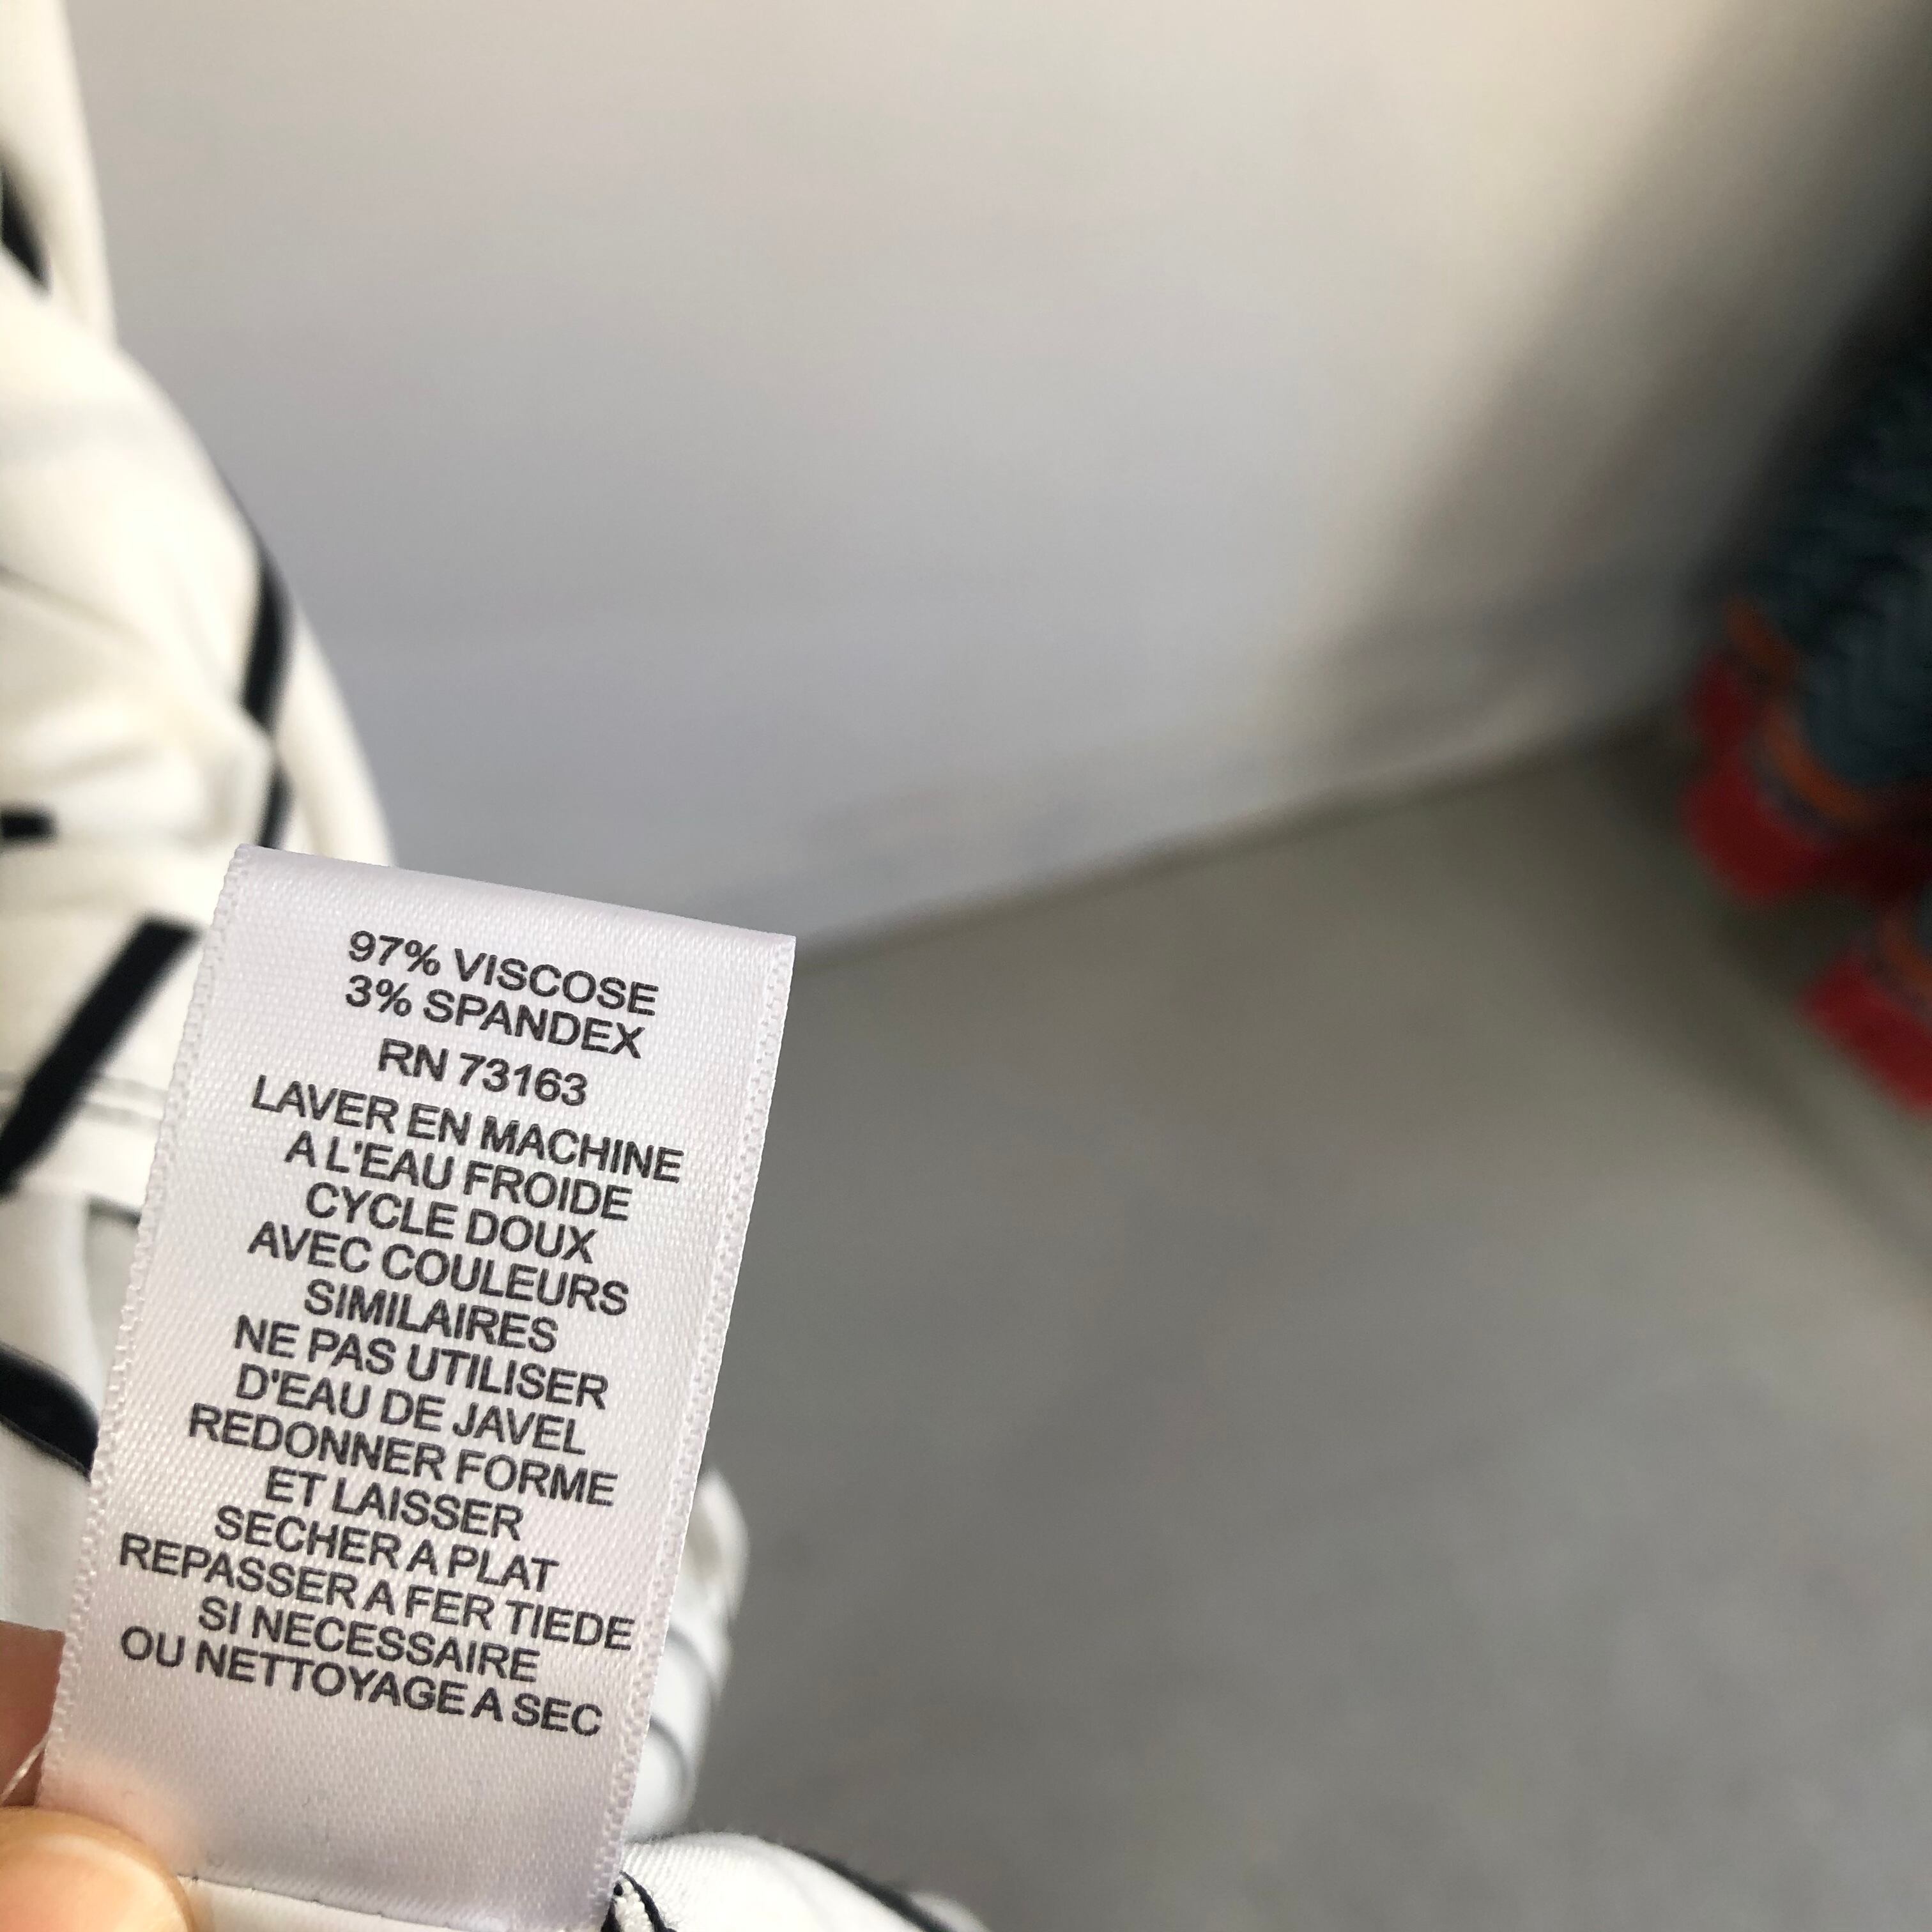 97% VISCOSE
3% SPANDEX
RN 73163
LAVER EN MACHINE
A L'EAU FROIDE
CYCLE DOUX
AVEC COULEURS
SIMILAIRES
NE PAS UTILISER
D'EAU DE JAVEL
REDONNER FORME
ET LAISSER
SECHER A PLAT
REPASSER A FER TIEDE
SI NECESSAIRE
OU NETTOYAGE A SEC